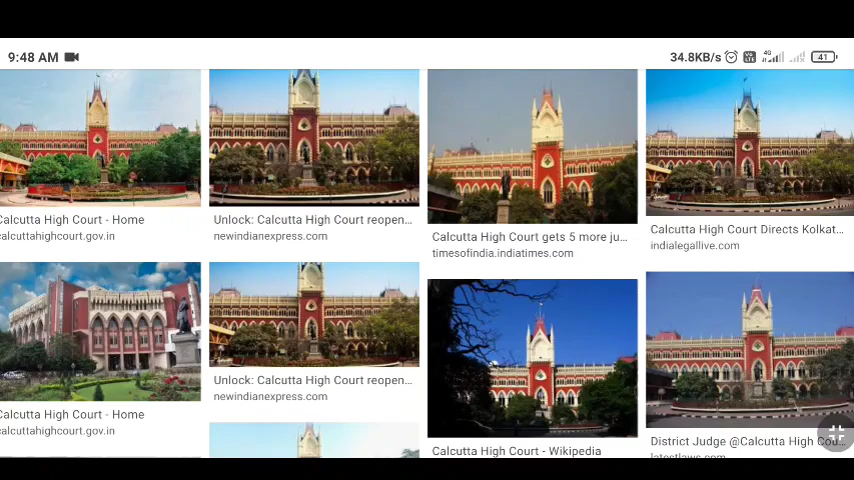 9:48 AM
34.8KB/s 4G 41
Calcutta High Court - Home
calcuttahighcourt.gov.in
Unlock: Calcutta High Court reopen...
newindianexpress.com
Calcutta High Court gets 5 more ju...
timesofindia.indiatimes.com
Calcutta High Court Directs Kolkat...
indialegallive.com
Calcutta High Court - Home
calcuttahighcourt.gov.in
Unlock: Calcutta High Court reopen...
newindianexpress.com
Calcutta High Court - Wikipedia
District Judge @Calcutta High Cou...
latestlaws.com